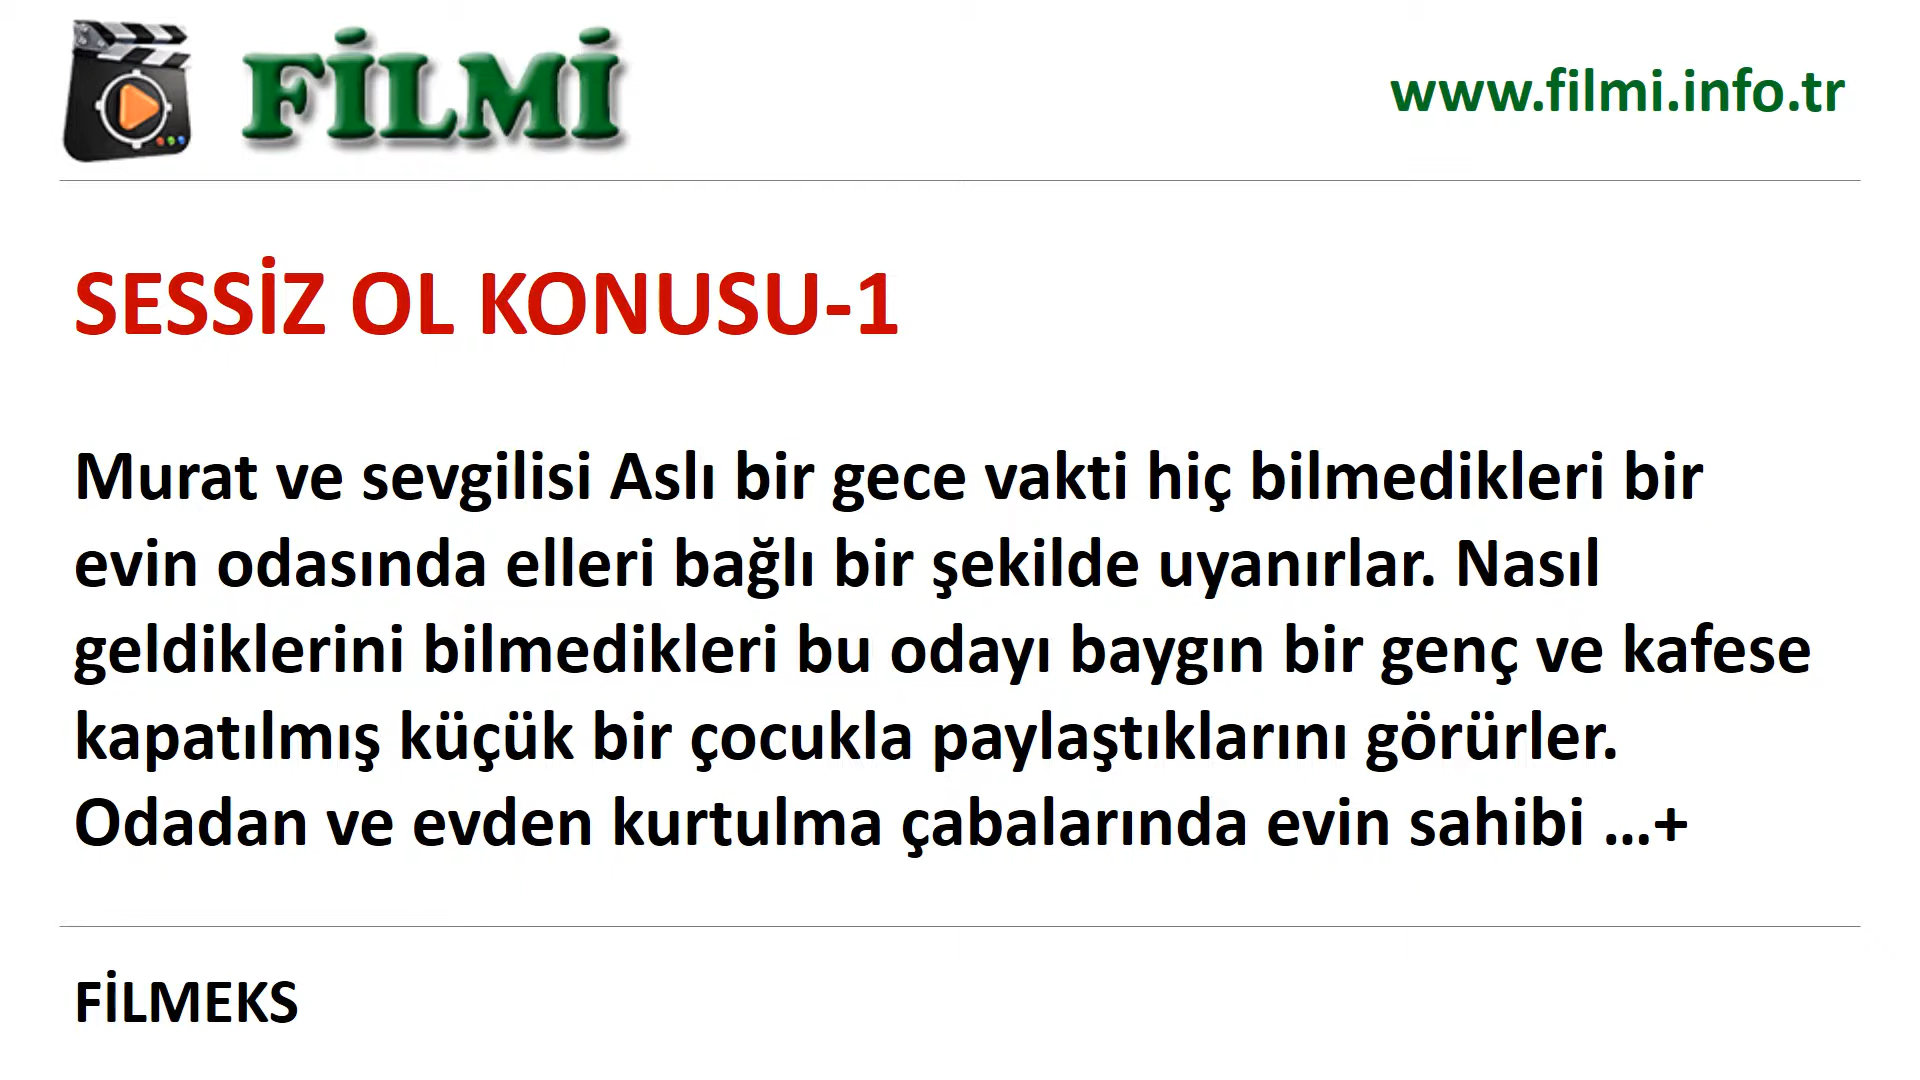 FİLMİ
www.filmi.info.tr
SESSİZ OL KONUSU-1
Murat ve sevgilisi Aslı bir gece vakti hiç bilmedikleri bir
evin odasında elleri bağlı bir şekilde uyanırlar. Nasıl
geldiklerini bilmedikleri bu odayı baygın bir genç ve kafese
kapatılmış küçük bir çocukla paylaştıklarını görürler.
Odadan ve evden kurtulma çabalarında evin sahibi ...+
FİLMEKS